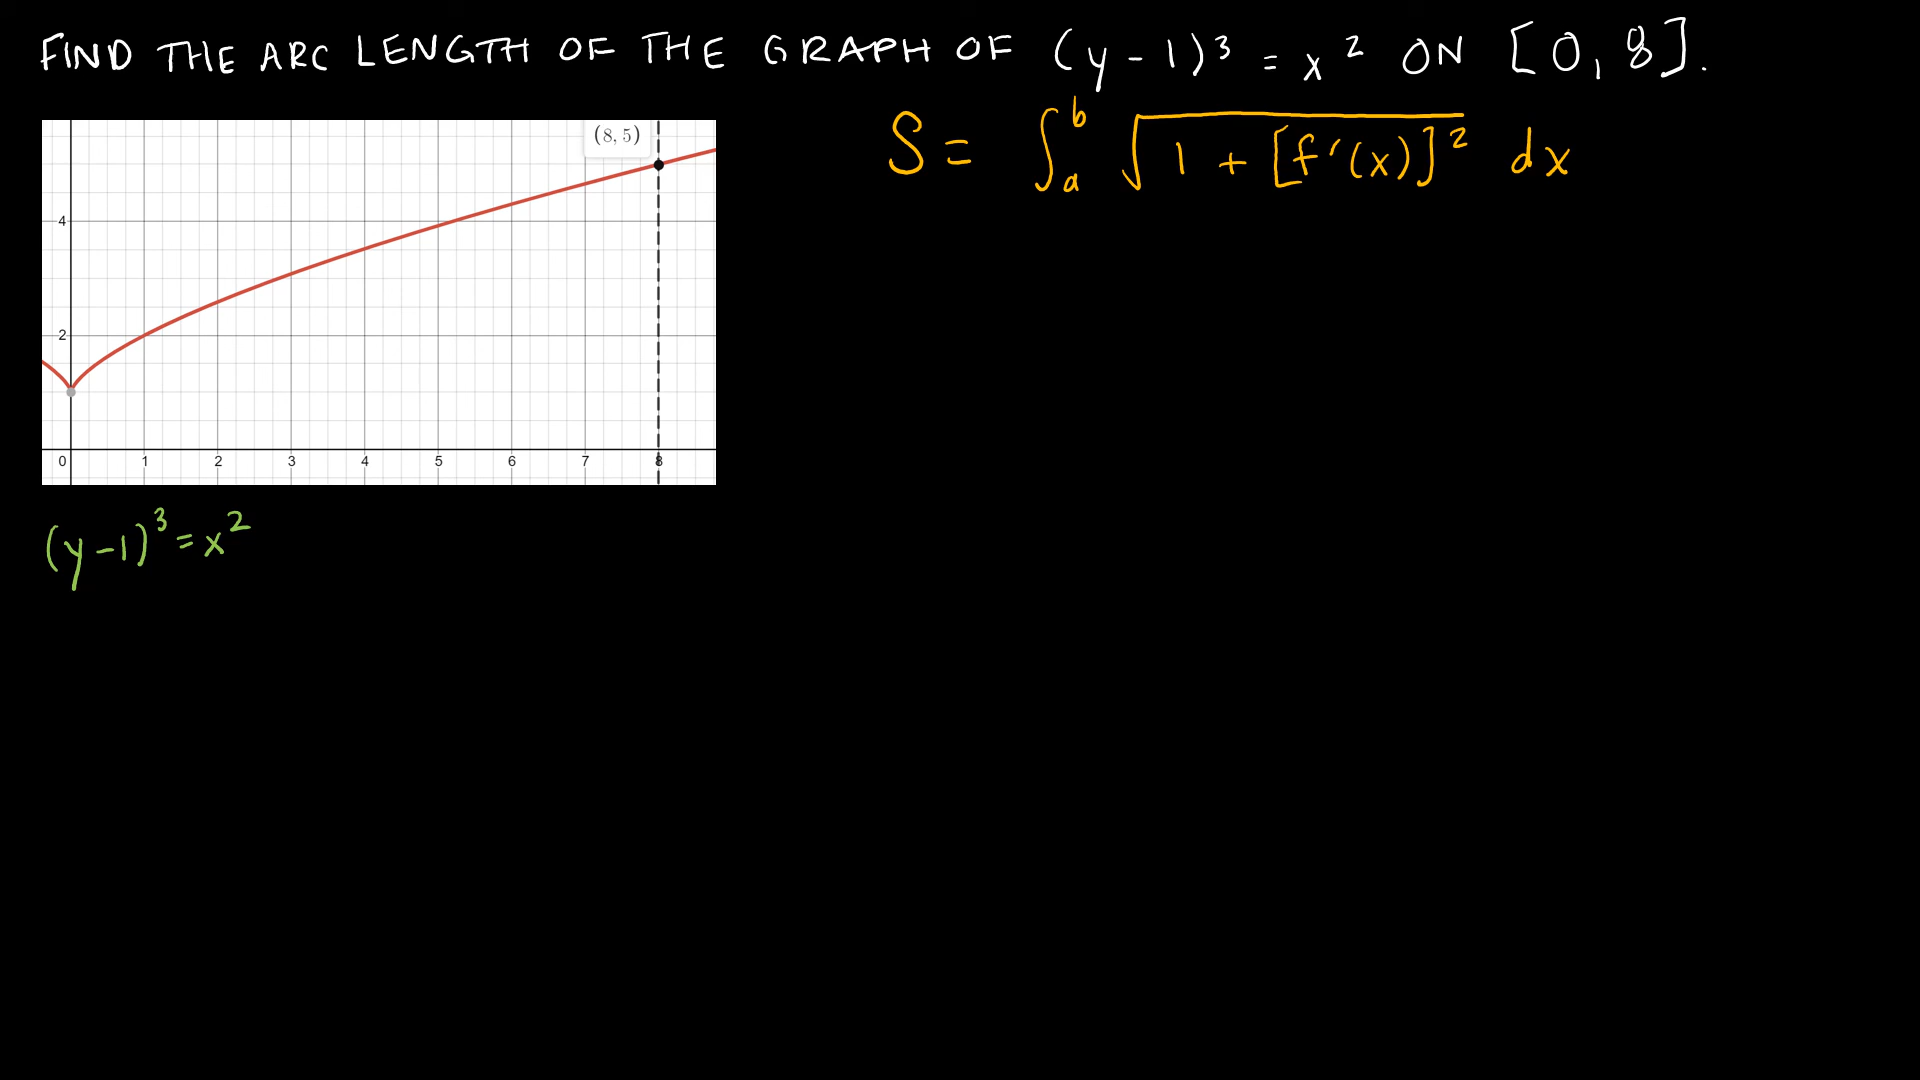 FIND THE ARC LENGTH OF THE GRAPH OF (y-1)³ = x² ON [0, 8].
S = ∫ₐᵇ √(1 + [f'(x)]²) dx
(8, 5)
4
2
0 1 2 3 4 5 6 7 8
(y-1)³ = x²